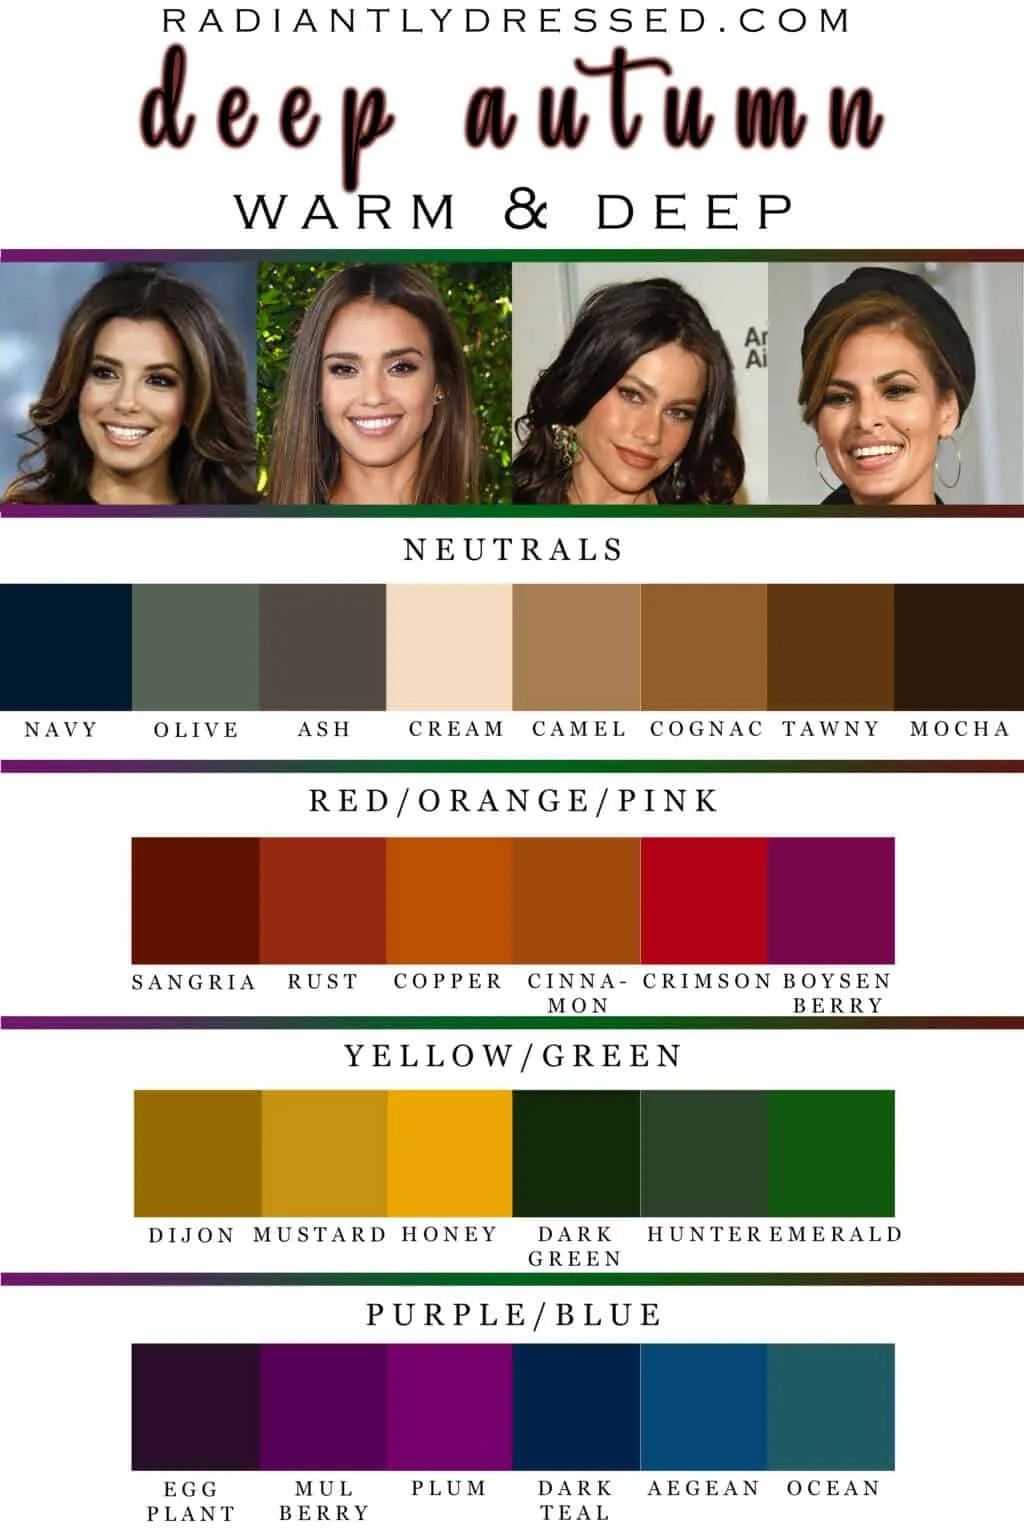 RADIANTLYDRESSED.COM
deep autumn
WARM & DEEP
Ar
Ai
NEUTRALS
NAVY OLIVE ASH CREAM CAMEL COGNAC TAWNY MOCHA
RED/ORANGE/PINK
SANGRIA RUST COPPER CINNA- CRIMSON BOYSEN
MON BERRY
YELLOW/GREEN
DIJON MUSTARD HONEY DARK HUNTER EMERALD
GREEN
PURPLE/BLUE
EGG MUL PLUM DARK AEGEAN OCEAN
PLANT BERRY TEAL